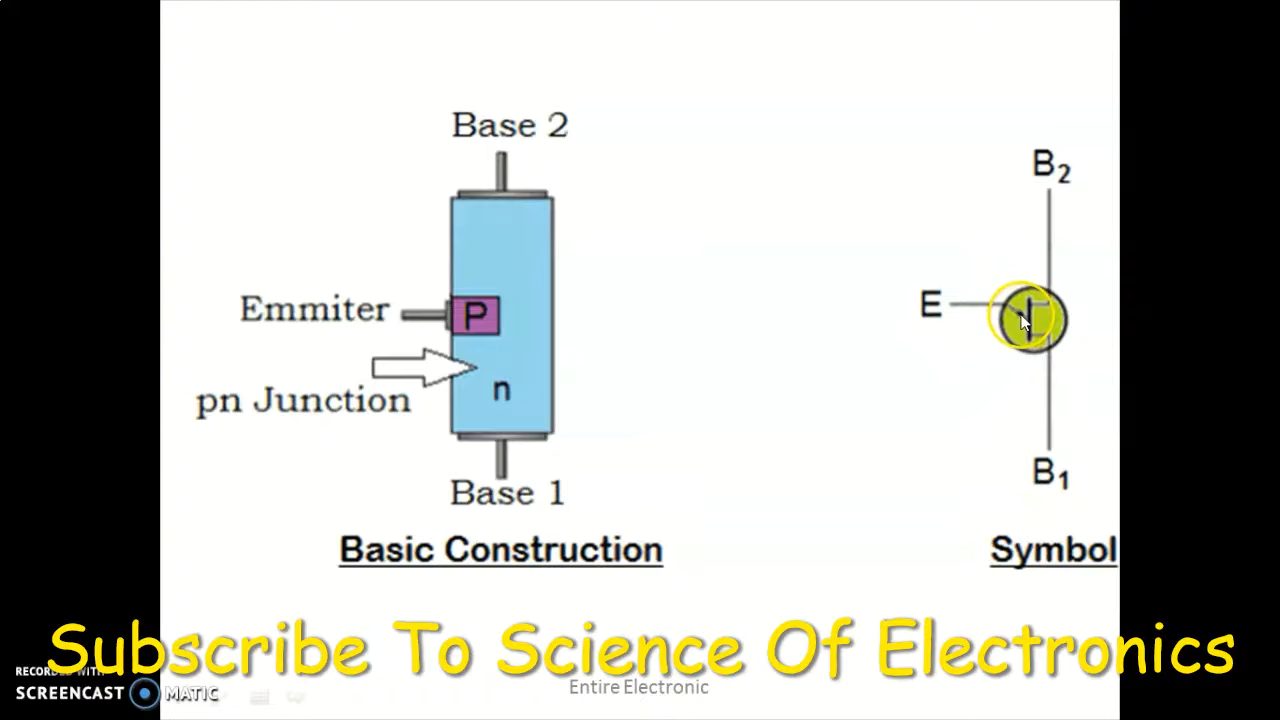 Base 2
B2
Emmiter
P
E
n
pn Junction
B1
Base 1
Basic Construction
Symbol
Subscribe To Science Of Electronics
RECORDED WITH
SCREENCAST MATIC
Entire Electronic